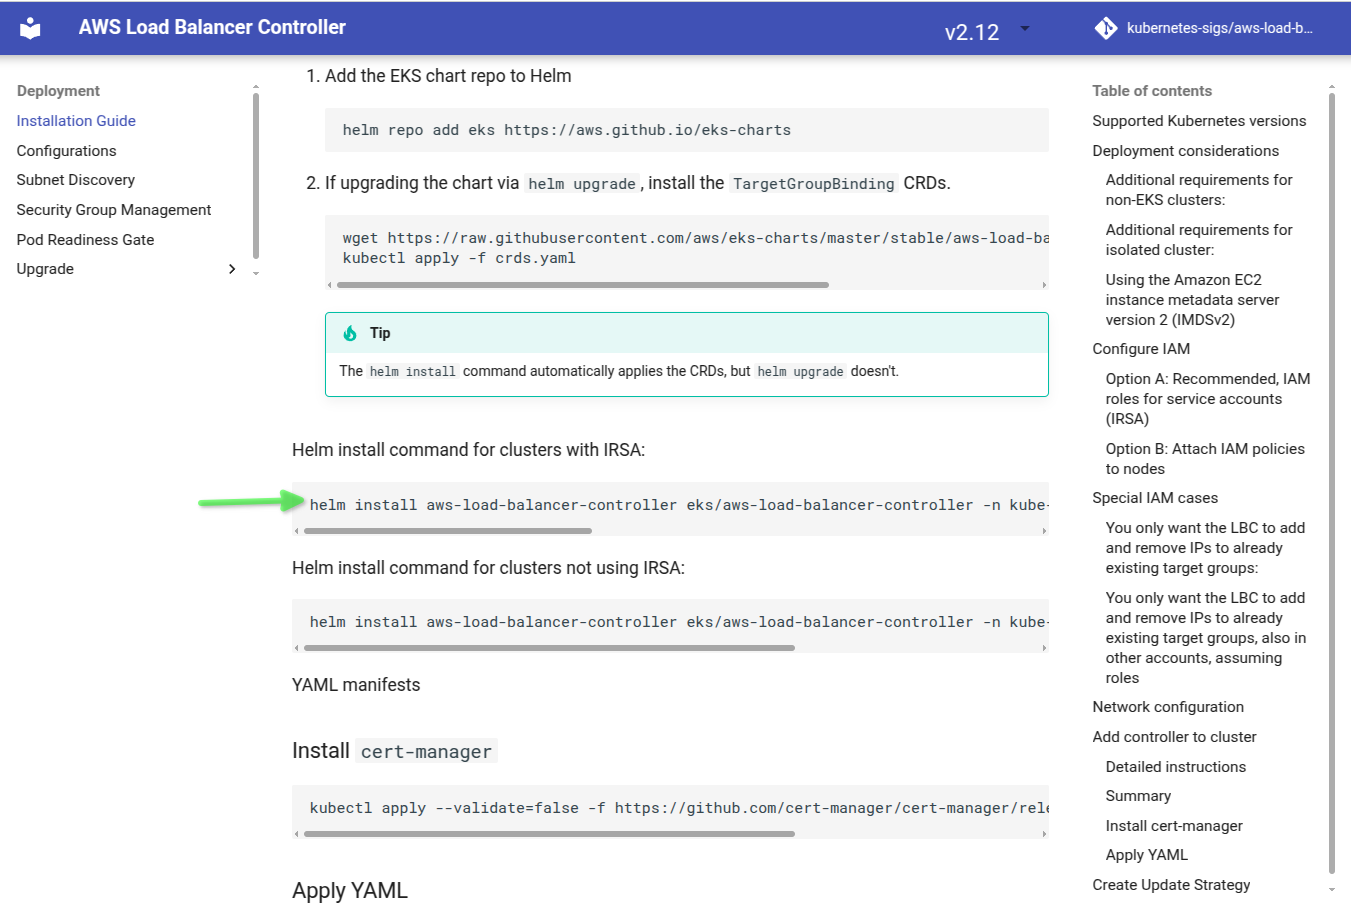 AWS Load Balancer Controller
v2.12
kubernetes-sigs/aws-load-b...
Deployment
Installation Guide
Configurations
Subnet Discovery
Security Group Management
Pod Readiness Gate
Upgrade
1. Add the EKS chart repo to Helm
helm repo add eks https://aws.github.io/eks-charts
2. If upgrading the chart via helm upgrade, install the TargetGroupBinding CRDs.
wget https://raw.githubusercontent.com/aws/eks-charts/master/stable/aws-load-ba
kubectl apply -f crds.yaml
Tip
The helm install command automatically applies the CRDs, but helm upgrade doesn't.
Helm install command for clusters with IRSA:
helm install aws-load-balancer-controller eks/aws-load-balancer-controller -n kube-
Helm install command for clusters not using IRSA:
helm install aws-load-balancer-controller eks/aws-load-balancer-controller -n kube-
YAML manifests
Install cert-manager
kubectl apply --validate=false -f https://github.com/cert-manager/cert-manager/rele
Apply YAML
Table of contents
Supported Kubernetes versions
Deployment considerations
Additional requirements for
non-EKS clusters:
Additional requirements for
isolated cluster:
Using the Amazon EC2
instance metadata server
version 2 (IMDSv2)
Configure IAM
Option A: Recommended, IAM
roles for service accounts
(IRSA)
Option B: Attach IAM policies
to nodes
Special IAM cases
You only want the LBC to add
and remove IPs to already
existing target groups:
You only want the LBC to add
and remove IPs to already
existing target groups, also in
other accounts, assuming
roles
Network configuration
Add controller to cluster
Detailed instructions
Summary
Install cert-manager
Apply YAML
Create Update Strategy